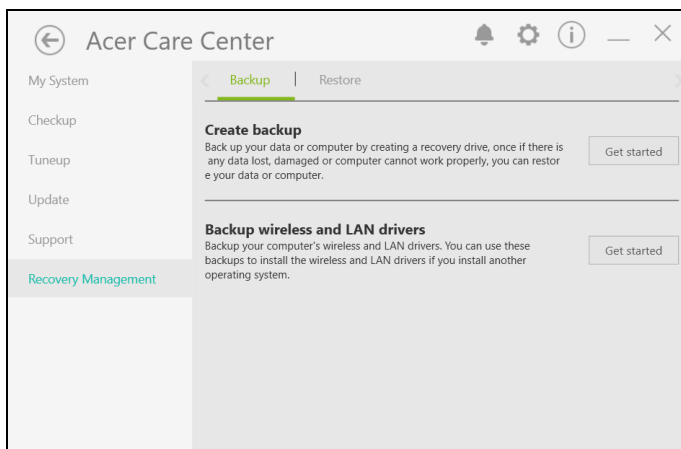 Acer Care Center
My System
Checkup
Tuneup
Update
Support
Recovery Management
Backup
Restore
Create backup
Back up your data or computer by creating a recovery drive, once if there is
any data lost, damaged or computer cannot work properly, you can restor
e your data or computer.
Get started
Backup wireless and LAN drivers
Backup your computer's wireless and LAN drivers. You can use these
backups to install the wireless and LAN drivers if you install another
operating system.
Get started